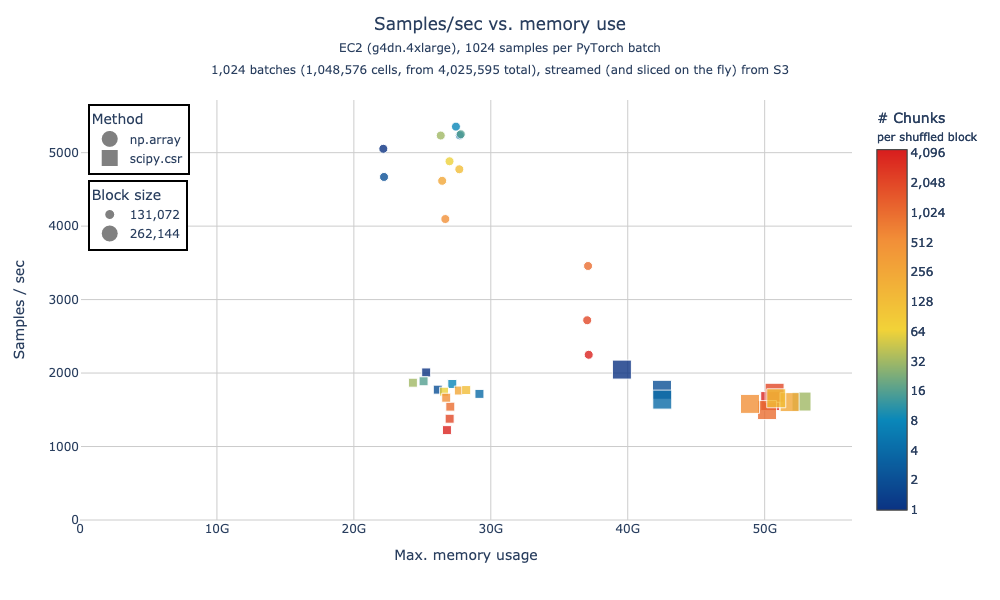 Samples/sec vs. memory use
EC2 (g4dn.4xlarge), 1024 samples per PyTorch batch
1,024 batches (1,048,576 cells, from 4,025,595 total), streamed (and sliced on the fly) from S3
Method
np.array
scipy.csr
Block size
131,072
262,144
Samples / sec
5000
4000
3000
2000
1000
0
0
10G
20G
30G
40G
50G
Max. memory usage
# Chunks
per shuffled block
4,096
2,048
1,024
512
256
128
64
32
16
8
4
2
1